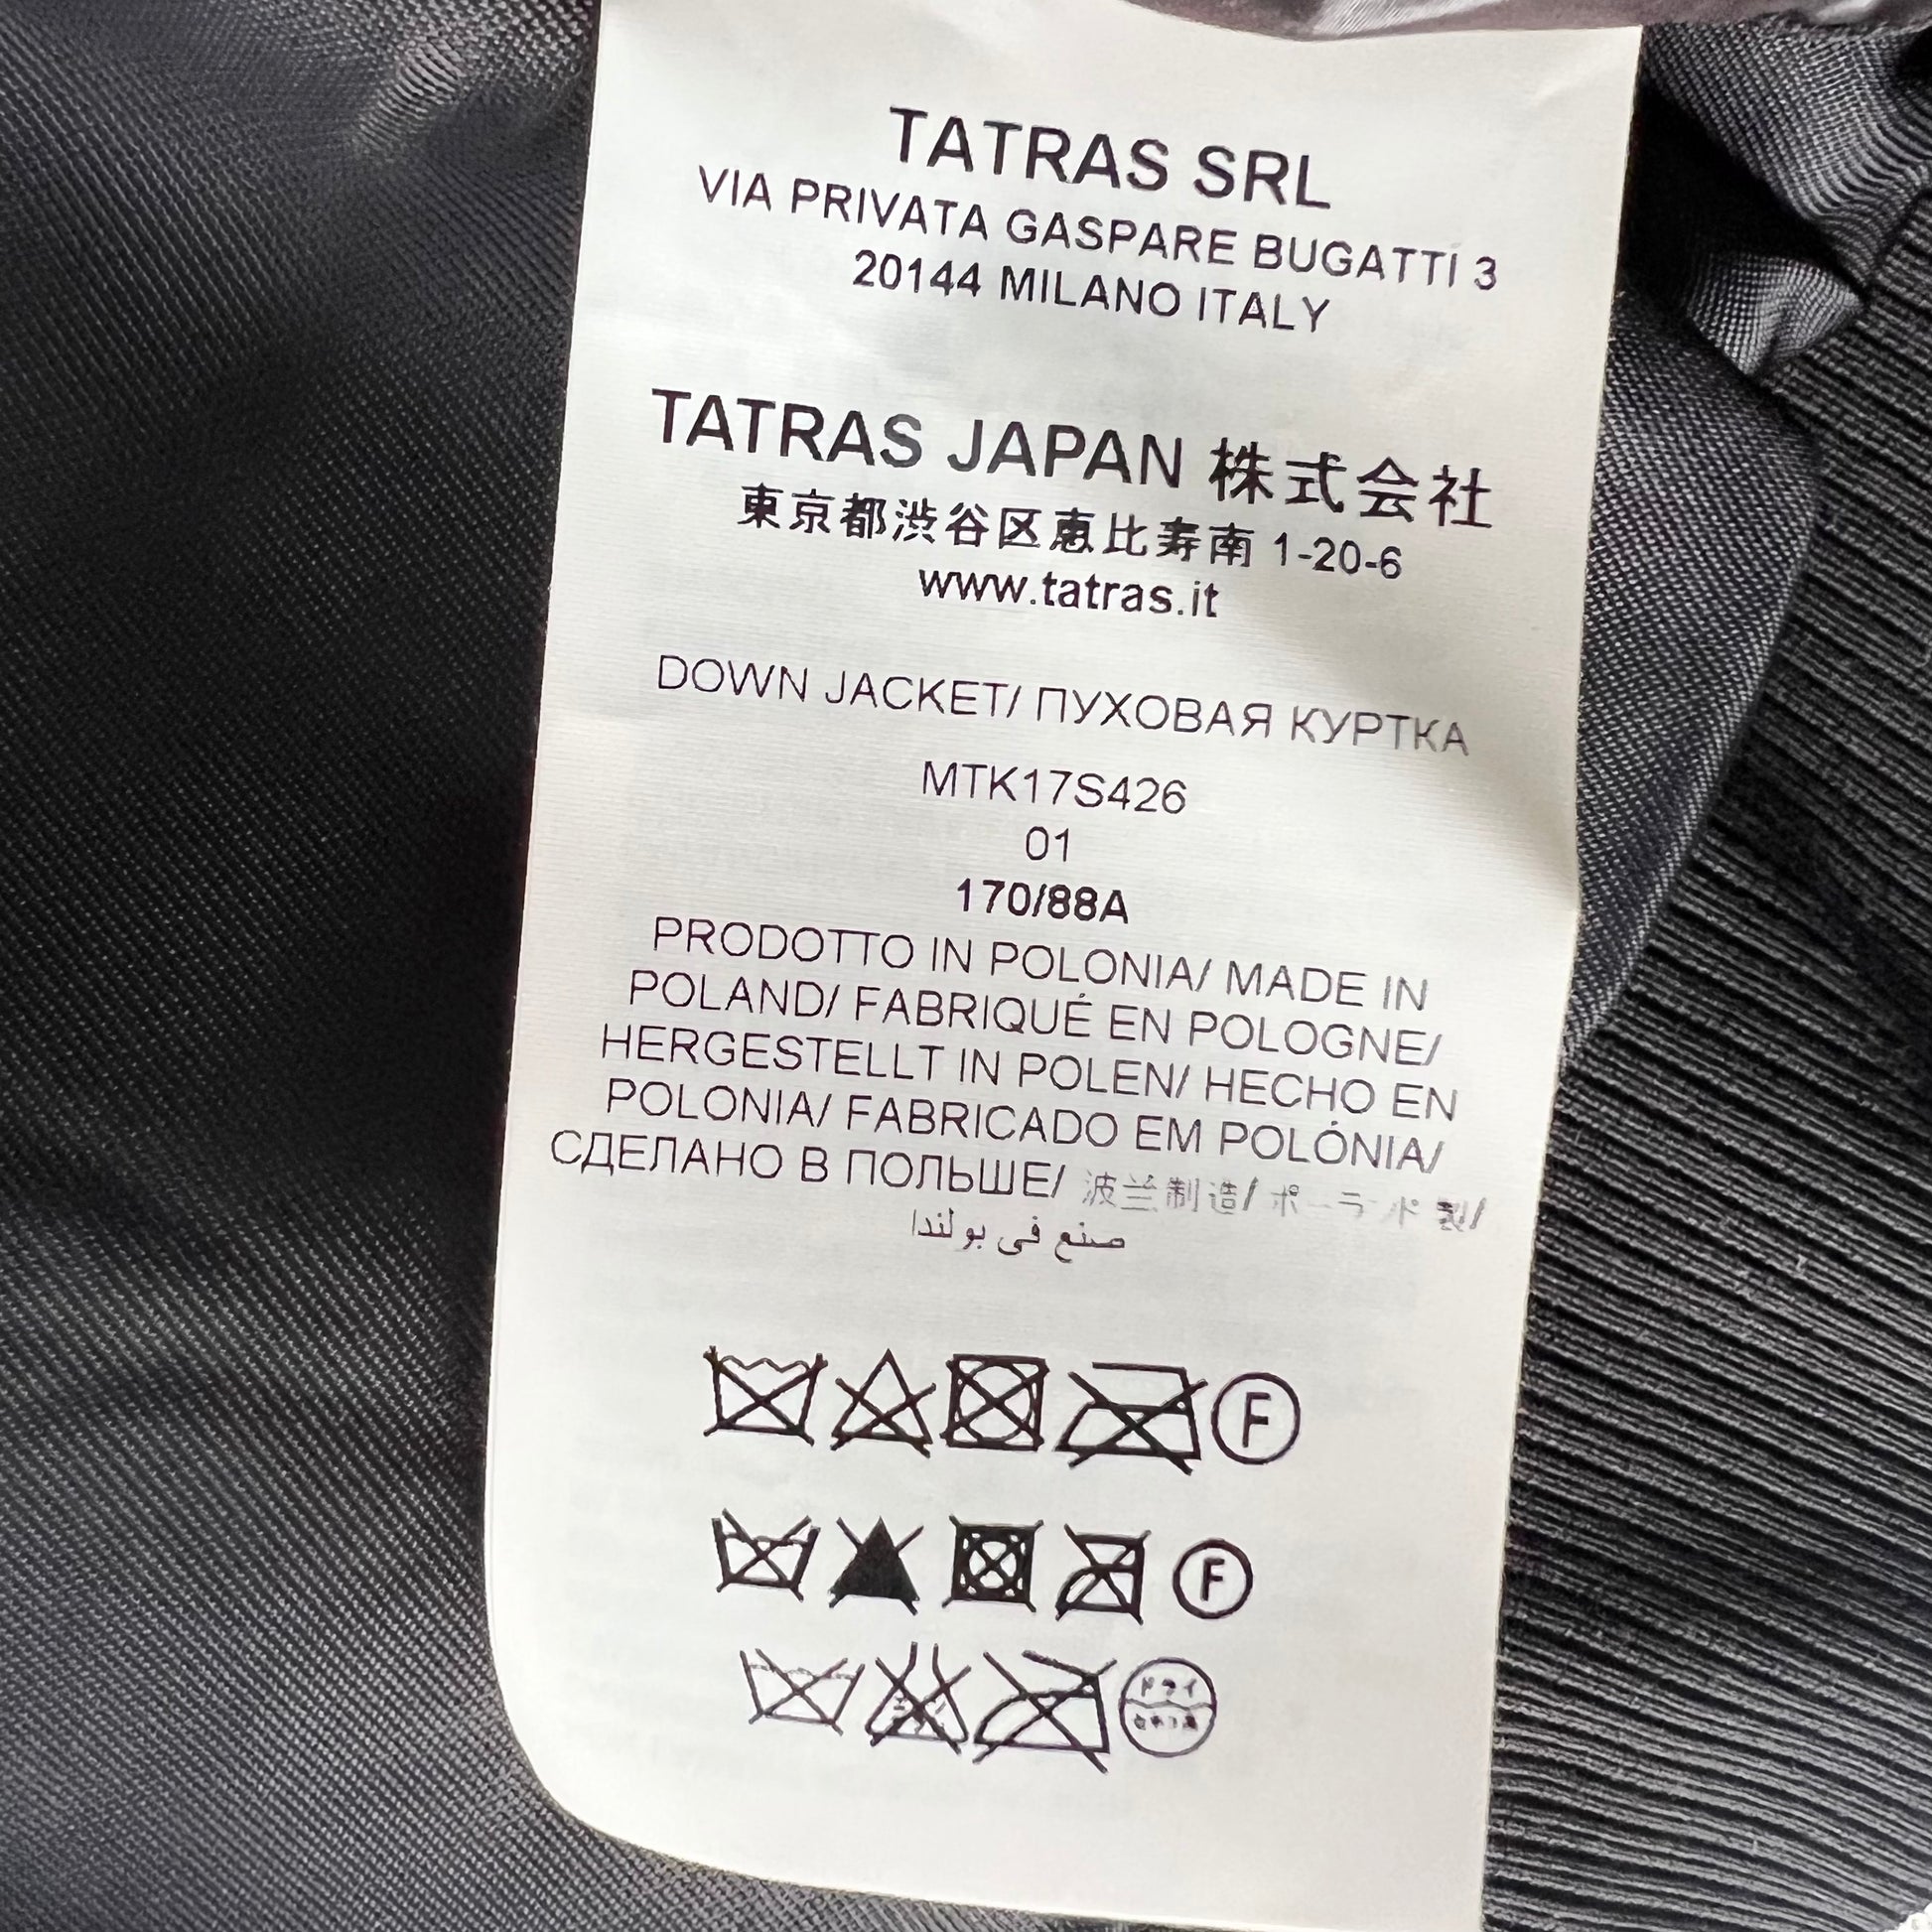 TATRAS SRL
VIA PRIVATA GASPARE BUGATTI 3
20144 MILANO ITALY
TATRAS JAPAN 株式会社
東京都渋谷区恵比寿南 1-20-6
www.tatras.it
DOWN JACKET/ ПУХОВАЯ КУРТКА
MTK17S426
01
170/88A
PRODOTTO IN POLONIA/ MADE IN
POLAND/ FABRIQUÉ EN POLOGNE/
HERGESTELLT IN POLEN/ HECHO EN
POLONIA/ FABRICADO EM POLÓNIA/
СДЕЛАНО В ПОЛЬШЕ/ 波兰制造/ ポーランド製/
صنع في بولندا
F
F
ドライ